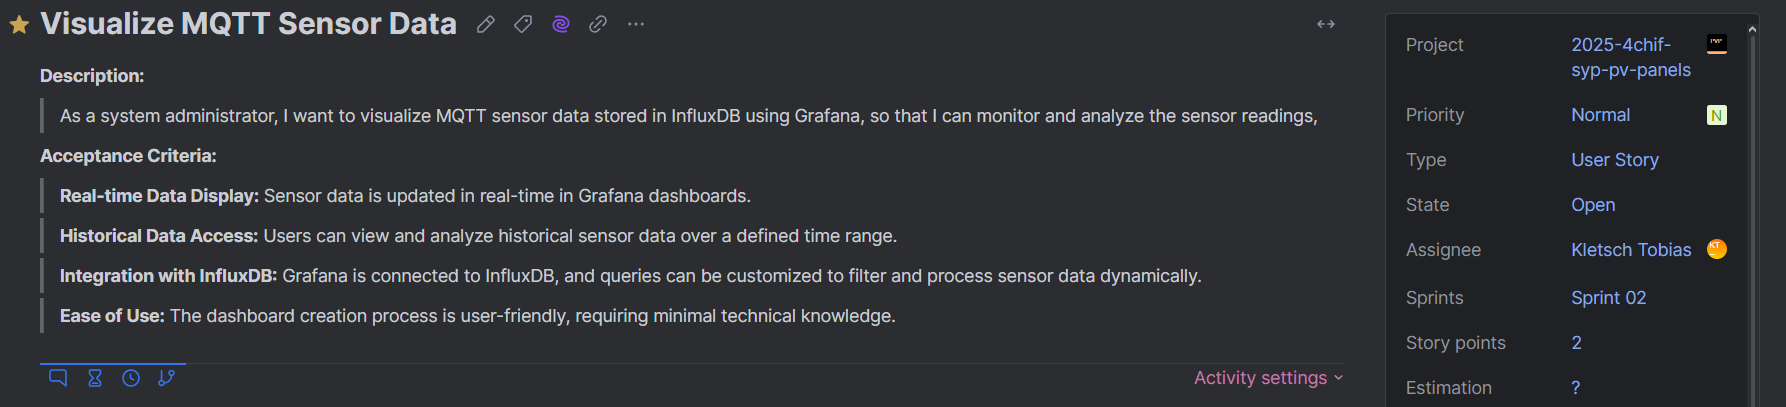 Visualize MQTT Sensor Data
Description:
As a system administrator, I want to visualize MQTT sensor data stored in InfluxDB using Grafana, so that I can monitor and analyze the sensor readings,
Acceptance Criteria:
Real-time Data Display: Sensor data is updated in real-time in Grafana dashboards.
Historical Data Access: Users can view and analyze historical sensor data over a defined time range.
Integration with InfluxDB: Grafana is connected to InfluxDB, and queries can be customized to filter and process sensor data dynamically.
Ease of Use: The dashboard creation process is user-friendly, requiring minimal technical knowledge.
Activity settings
Project 2025-4chif-
syp-pv-panels
Priority Normal N
Type User Story
State Open
Assignee Kletsch Tobias KT
Sprints Sprint 02
Story points 2
Estimation ?